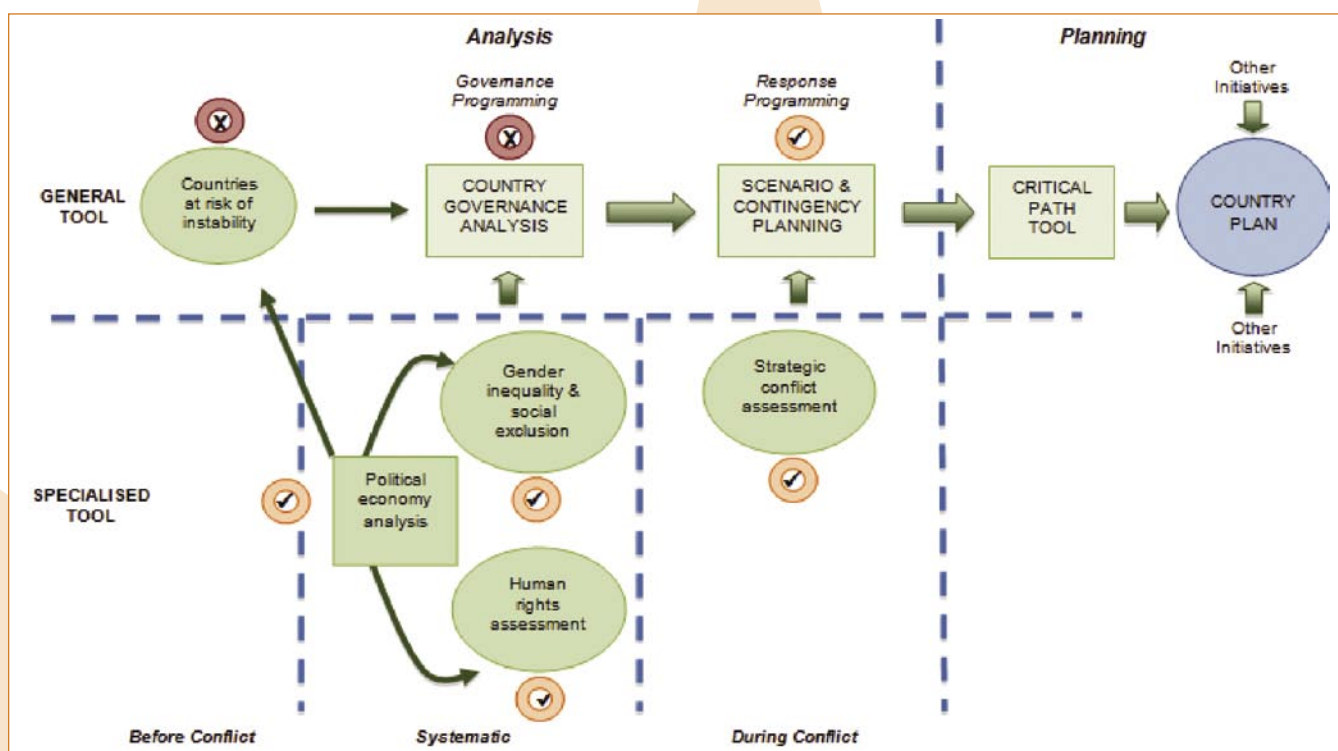 Analysis
Planning
Governance
Programming
Response
Programming
Other
Initiatives
GENERAL
TOOL
Countries
at risk of
instability
X
COUNTRY
GOVERNANCE
ANALYSIS
X
SCENARIO &
CONTINGENCY
PLANNING
CRITICAL
PATH
TOOL
COUNTRY
PLAN
Other
Initiatives
SPECIALISED
TOOL
Political
economy
analysis
Gender
inequality &
social
exclusion
Human
rights
assessment
Strategic
conflict
assessment
Before Conflict
Systematic
During Conflict